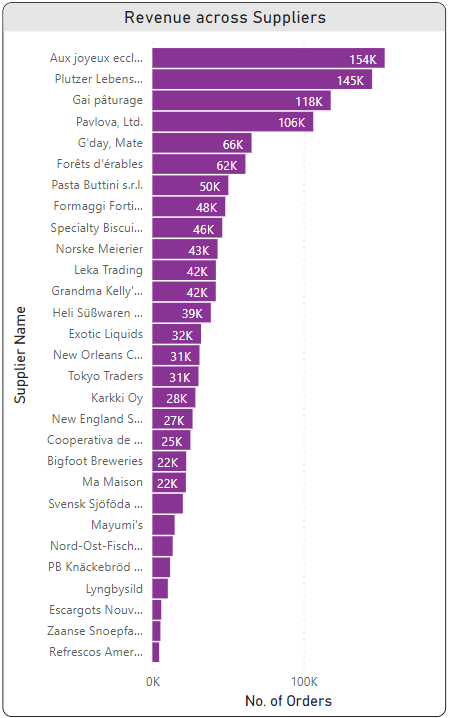 Revenue across Suppliers
Supplier Name
Aux joyeux eccl... 154K
Plutzer Lebens... 145K
Gai pâturage 118K
Pavlova, Ltd. 106K
G'day, Mate 66K
Forêts d'érables 62K
Pasta Buttini s.r.l. 50K
Formaggi Forti... 48K
Specialty Biscui... 46K
Norske Meierier 43K
Leka Trading 42K
Grandma Kelly'... 42K
Heli Süßwaren ... 39K
Exotic Liquids 32K
New Orleans C... 31K
Tokyo Traders 31K
Karkki Oy 28K
New England S... 27K
Cooperativa de ... 25K
Bigfoot Breweries 22K
Ma Maison 22K
Svensk Sjöföda ...
Mayumi's
Nord-Ost-Fisch...
PB Knäckebröd ...
Lyngbysild
Escargots Nouv...
Zaanse Snoepfa...
Refrescos Amer...
0K 100K
No. of Orders